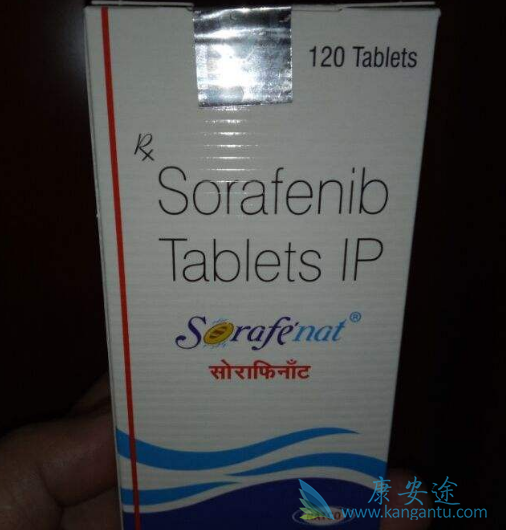 120 Tablets
Rx
Sorafenib
Tablets IP
Sorafenat®
सोराफिनॉंट
康安途
www.kangantu.com